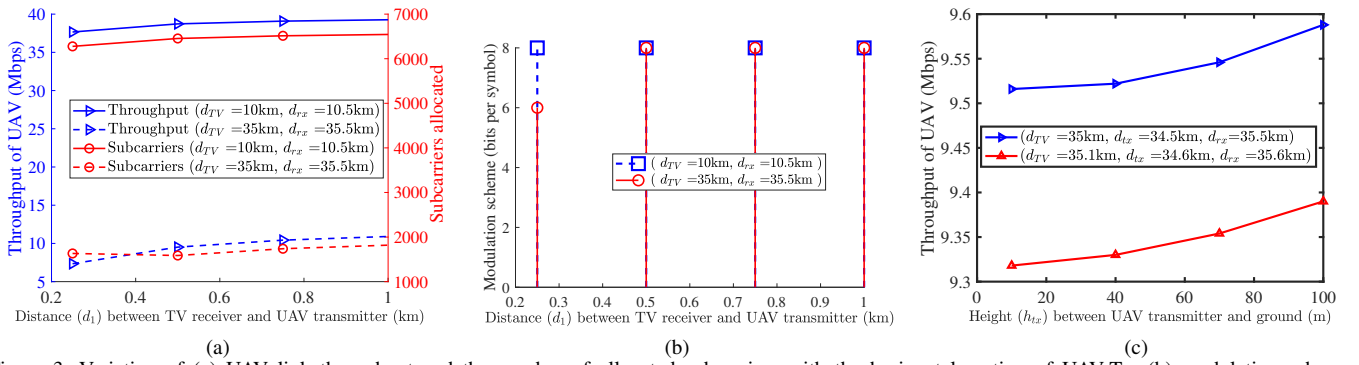 40
35
30
25
20
15
10
5
Throughput of UAV (Mbps)
7000
6000
5000
4000
3000
2000
1000
Subcarriers allocated
Throughput (d_TV =10km, d_rx =10.5km)
Throughput (d_TV =35km, d_rx =35.5km)
Subcarriers (d_TV =10km, d_rx =10.5km)
Subcarriers (d_TV =35km, d_rx =35.5km)
0.2 0.4 0.6 0.8 1
Distance (d_1) between TV receiver and UAV transmitter (km)
(a)
8
6
4
2
0
Modulation scheme (bits per symbol)
( d_TV =10km, d_rx =10.5km )
( d_TV =35km, d_rx =35.5km )
0.2 0.3 0.4 0.5 0.6 0.7 0.8 0.9 1
Distance (d_1) between TV receiver and UAV transmitter (km)
(b)
9.6
9.55
9.5
9.45
9.4
9.35
9.3
Throughput of UAV (Mbps)
(d_TV =35km, d_tx =34.5km, d_rx=35.5km)
(d_TV =35.1km, d_tx =34.6km, d_rx =35.6km)
0 20 40 60 80 100
Height (h_tx) between UAV transmitter and ground (m)
(c)